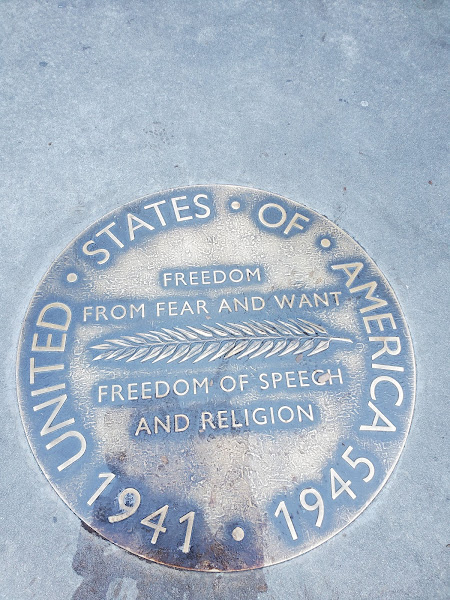 UNITED • STATES • OF • AMERICA
FREEDOM
FROM FEAR AND WANT
FREEDOM OF SPEECH
AND RELIGION
1941 • 1945